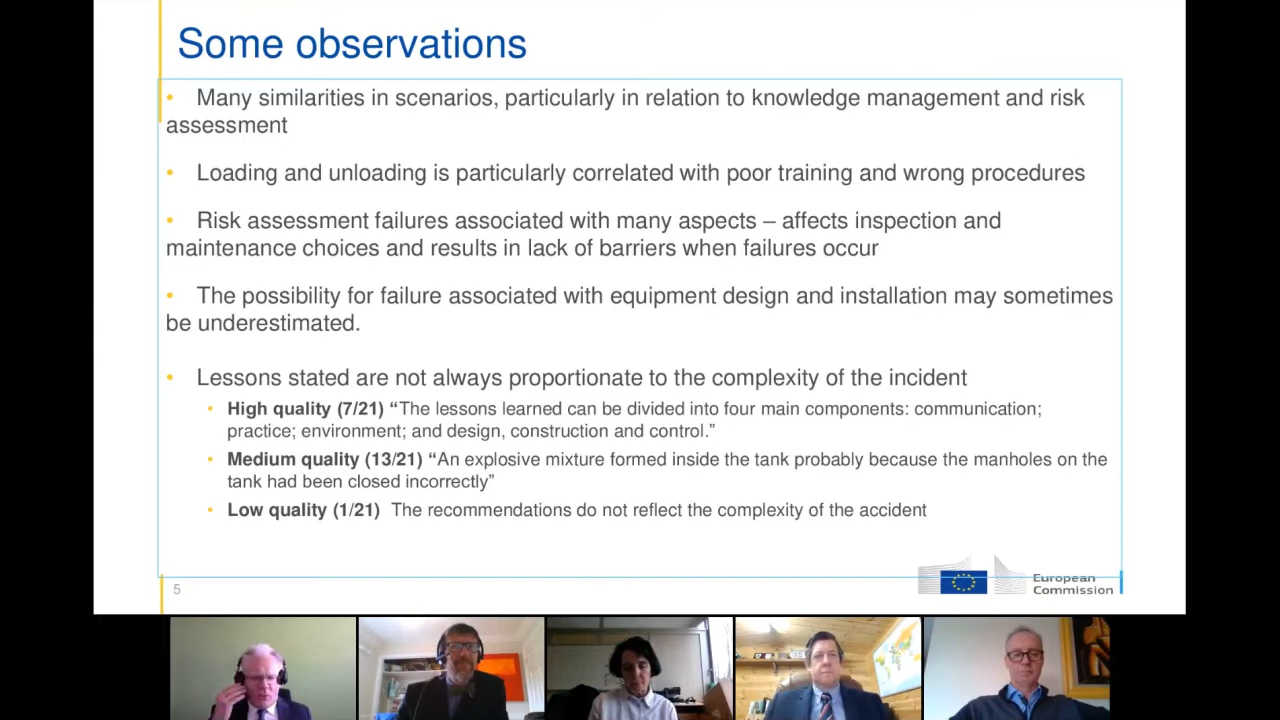 Some observations
• Many similarities in scenarios, particularly in relation to knowledge management and risk
assessment
• Loading and unloading is particularly correlated with poor training and wrong procedures
• Risk assessment failures associated with many aspects – affects inspection and
maintenance choices and results in lack of barriers when failures occur
• The possibility for failure associated with equipment design and installation may sometimes
be underestimated.
• Lessons stated are not always proportionate to the complexity of the incident
• High quality (7/21) “The lessons learned can be divided into four main components: communication;
practice; environment; and design, construction and control.”
• Medium quality (13/21) “An explosive mixture formed inside the tank probably because the manholes on the
tank had been closed incorrectly”
• Low quality (1/21) The recommendations do not reflect the complexity of the accident
5
European
Commission